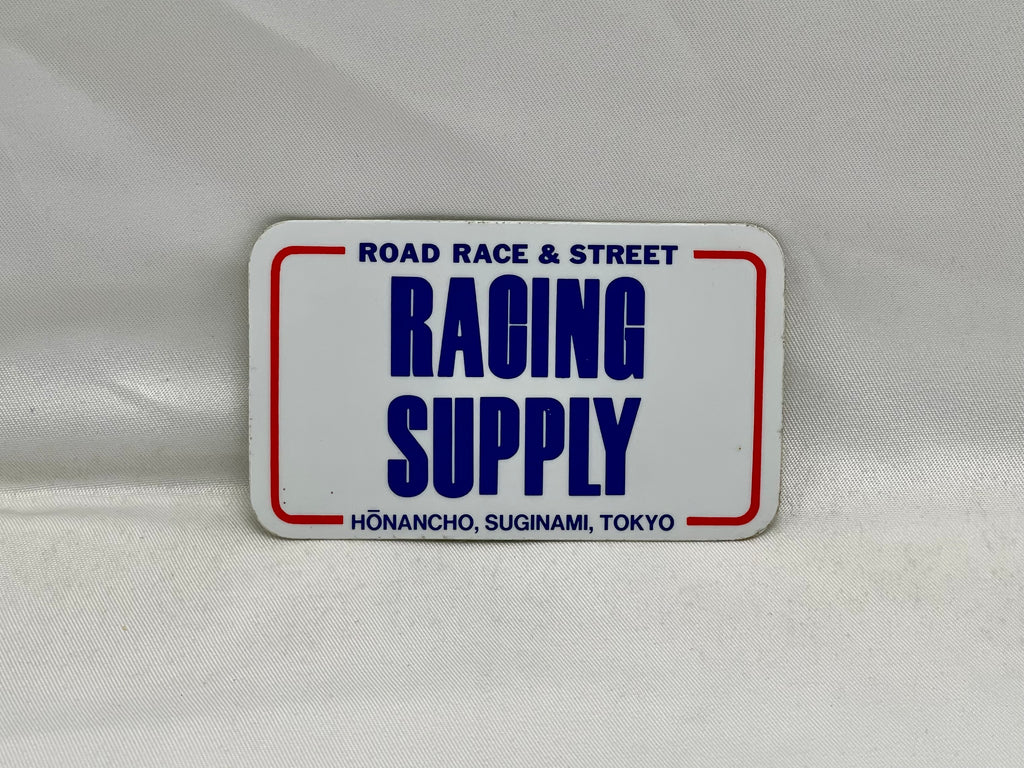 ROAD RACE & STREET
RACING
SUPPLY
HŌNANCHO, SUGINAMI, TOKYO